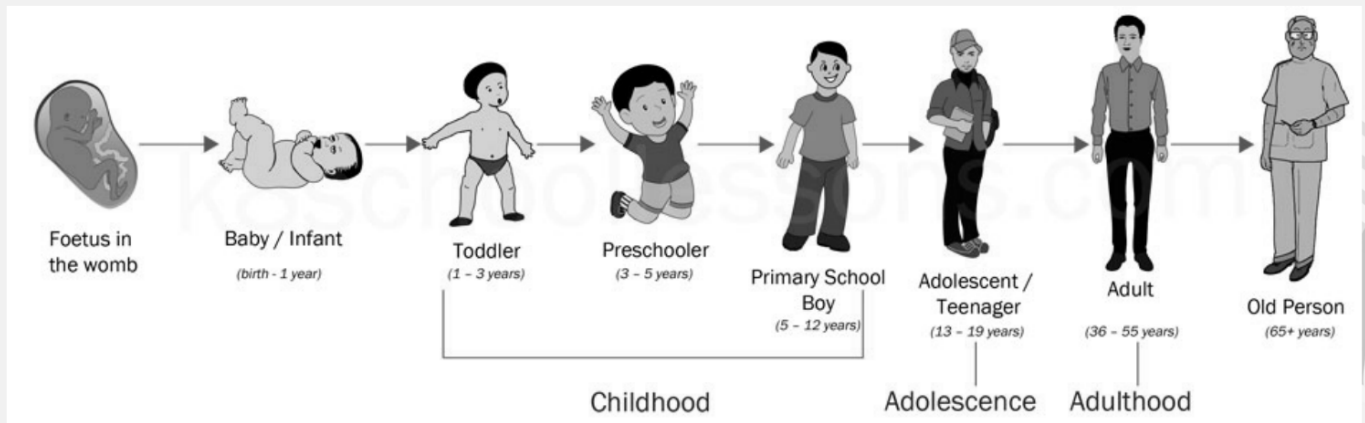 Foetus in
the womb
Baby / Infant
(birth - 1 year)
Toddler
(1 – 3 years)
Preschooler
(3 – 5 years)
Primary School
Boy
(5 – 12 years)
Adolescent /
Teenager
(13 – 19 years)
Adult
(36 – 55 years)
Old Person
(65+ years)
Childhood
Adolescence
Adulthood
k8schoollessons.com